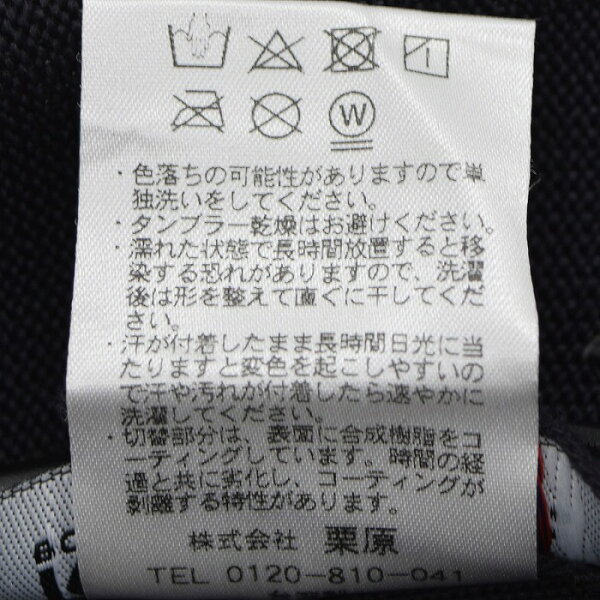 W
・色落ちの可能性がありますので単
独洗いをしてください。
・タンブラー乾燥はお避けください。
・濡れた状態で長時間放置すると移
染する恐れがありますので、洗濯
後は形を整えて直ぐに干してくだ
さい。
・汗が付着したまま長時間日光に当
たりますと変色を起こしやすいの
で汗や汚れが付着したら速やかに
洗濯してください。
・切替部分は、表面に合成樹脂をコ
ーティングしています。時間の経
過と共に劣化し、コーティングが
剥離する特性があります。
株式会社 栗原
TEL 0120-810-041